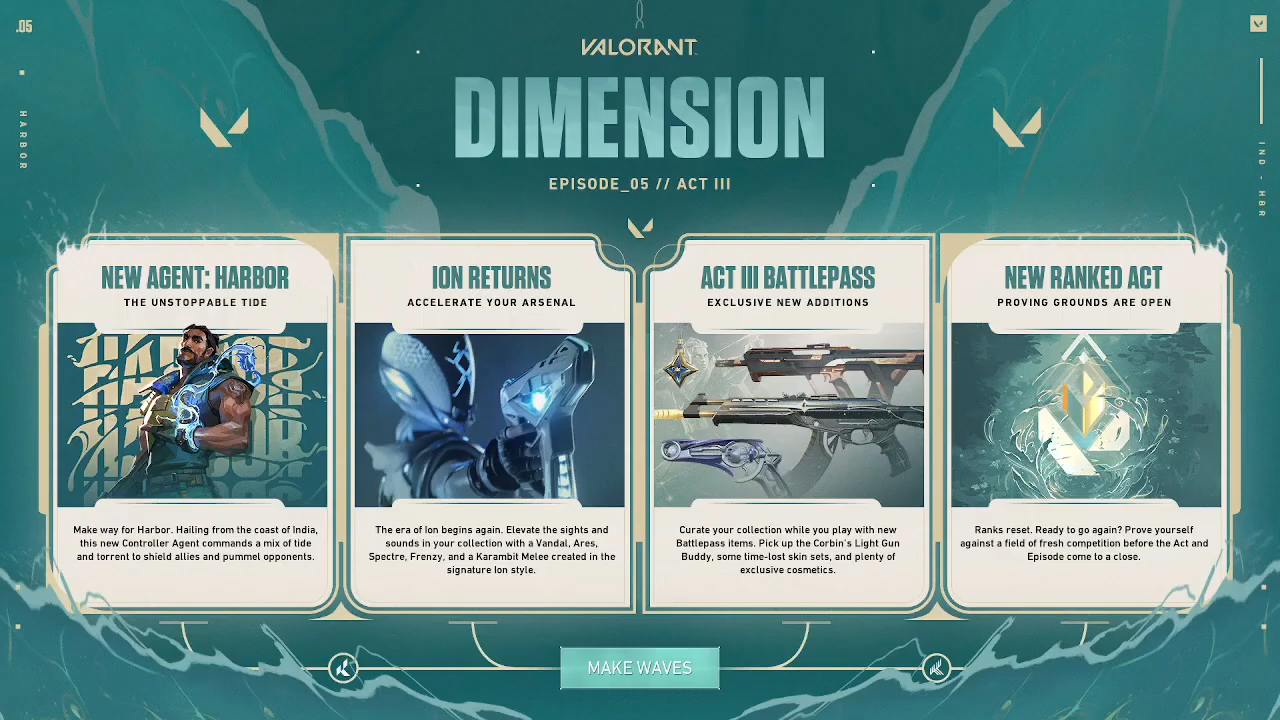 .05
HARBOR
VALORANT
DIMENSION
EPISODE_05 // ACT III
IND - HBR
NEW AGENT: HARBOR
THE UNSTOPPABLE TIDE
HARBOR
HARBOR
HARBOR
HARBOR
Make way for Harbor. Hailing from the coast of India,
this new Controller Agent commands a mix of tide
and torrent to shield allies and pummel opponents.
ION RETURNS
ACCELERATE YOUR ARSENAL
The era of Ion begins again. Elevate the sights and
sounds in your collection with a Vandal, Ares,
Spectre, Frenzy, and a Karambit Melee created in the
signature Ion style.
ACT III BATTLEPASS
EXCLUSIVE NEW ADDITIONS
Curate your collection while you play with new
Battlepass items. Pick up the Corbin's Light Gun
Buddy, some time-lost skin sets, and plenty of
exclusive cosmetics.
NEW RANKED ACT
PROVING GROUNDS ARE OPEN
Ranks reset. Ready to go again? Prove yourself
against a field of fresh competition before the Act and
Episode come to a close.
MAKE WAVES